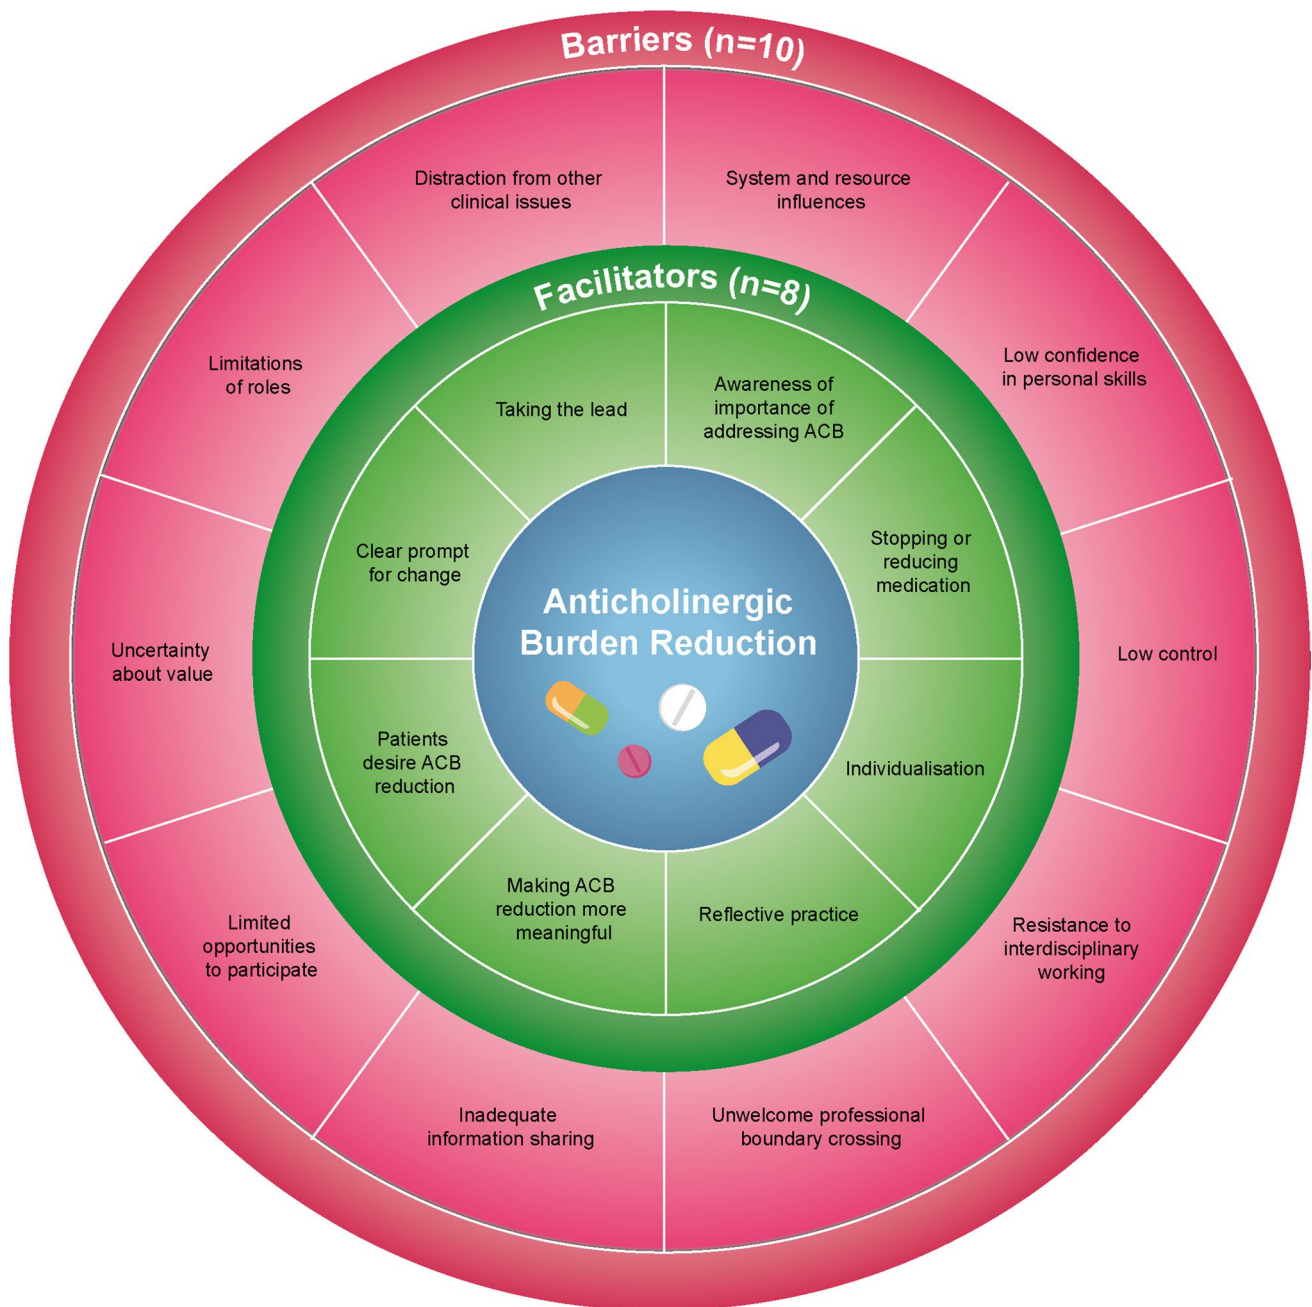 Barriers (n=10)
Distraction from other
clinical issues
System and resource
influences
Low confidence
in personal skills
Low control
Resistance to
interdisciplinary
working
Unwelcome professional
boundary crossing
Inadequate
information sharing
Limited
opportunities
to participate
Uncertainty
about value
Limitations
of roles
Facilitators (n=8)
Taking the lead
Awareness of
importance of
addressing ACB
Stopping or
reducing
medication
Individualisation
Reflective practice
Making ACB
reduction more
meaningful
Patients
desire ACB
reduction
Clear prompt
for change
Anticholinergic
Burden Reduction